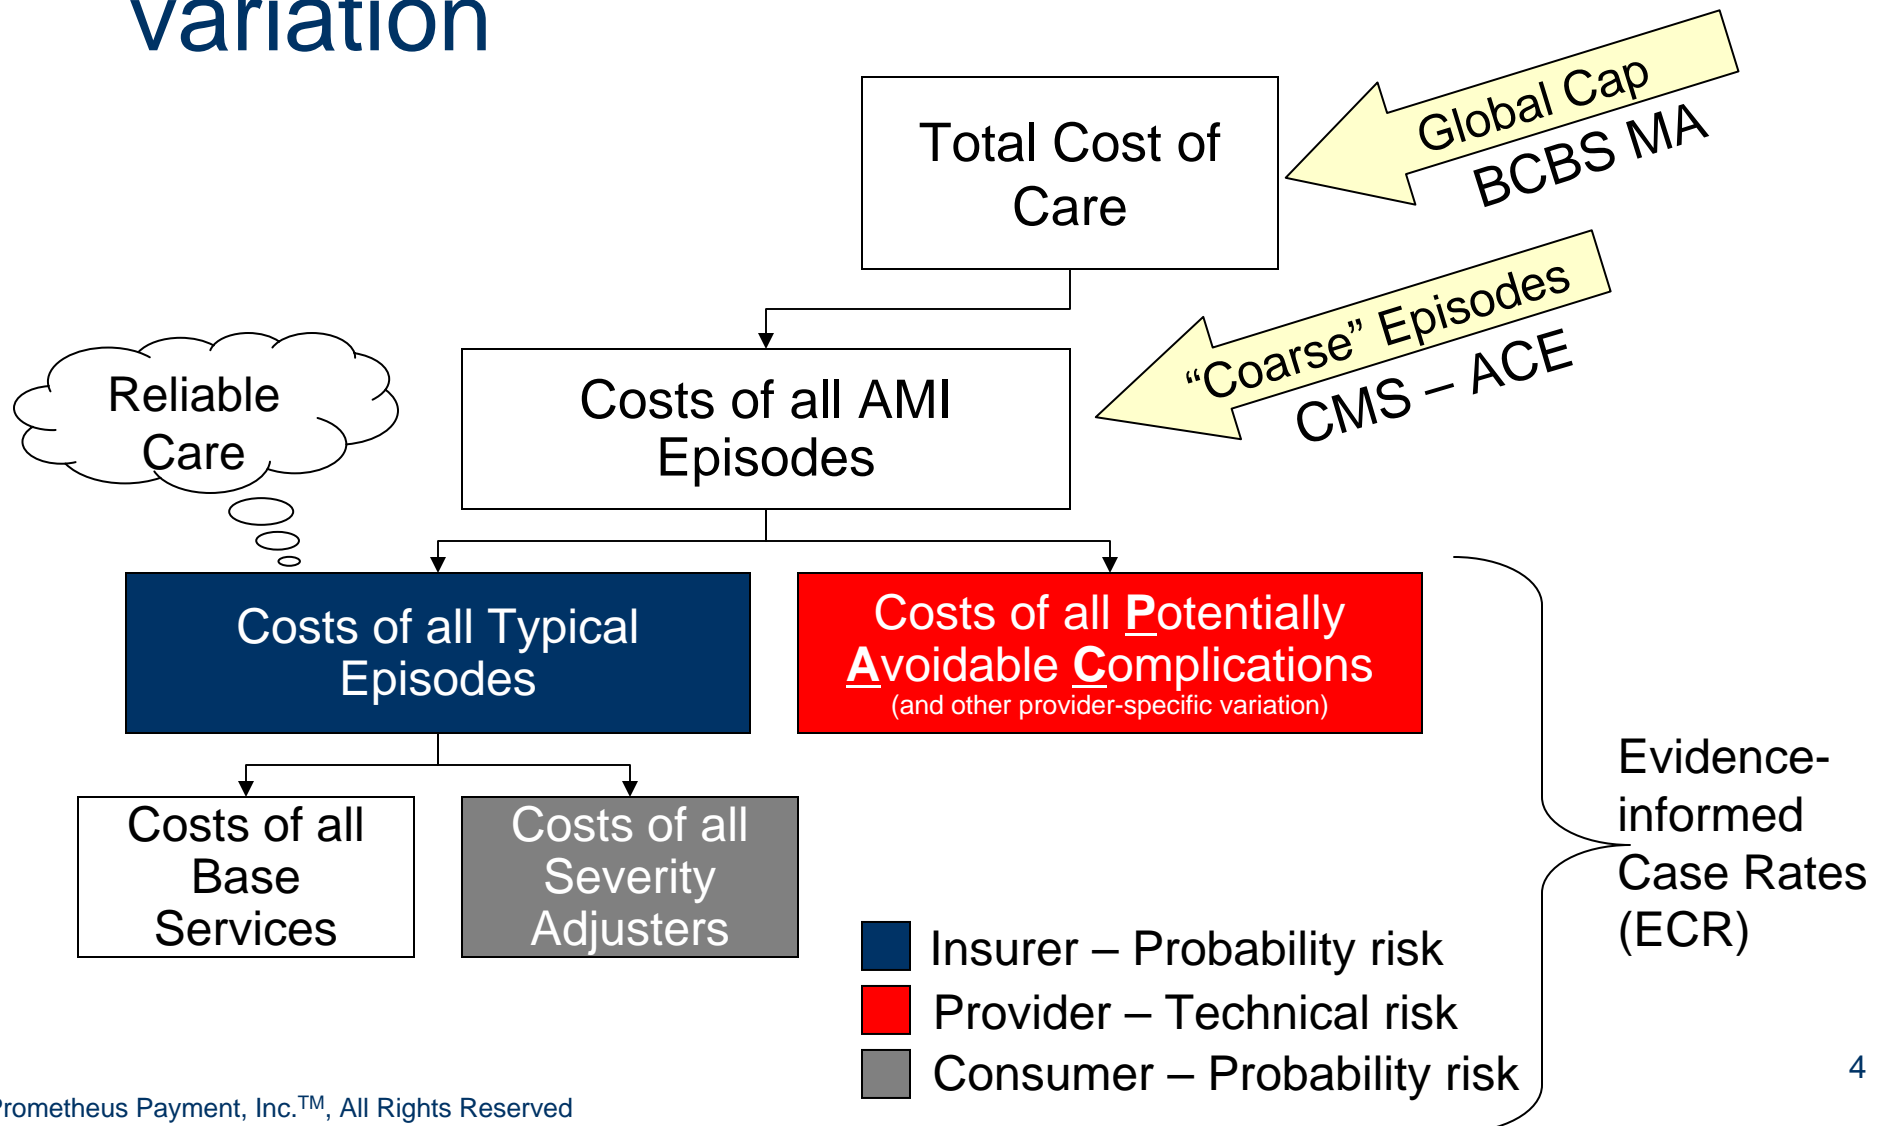 variation
Total Cost of
Care
Global Cap
BCBS MA
“Coarse” Episodes
CMS – ACE
Reliable
Care
Costs of all AMI
Episodes
Costs of all Typical
Episodes
Costs of all Potentially
Avoidable Complications
(and other provider-specific variation)
Costs of all
Base
Services
Costs of all
Severity
Adjusters
Evidence-
informed
Case Rates
(ECR)
Insurer – Probability risk
Provider – Technical risk
Consumer – Probability risk
4
Prometheus Payment, Inc.TM, All Rights Reserved